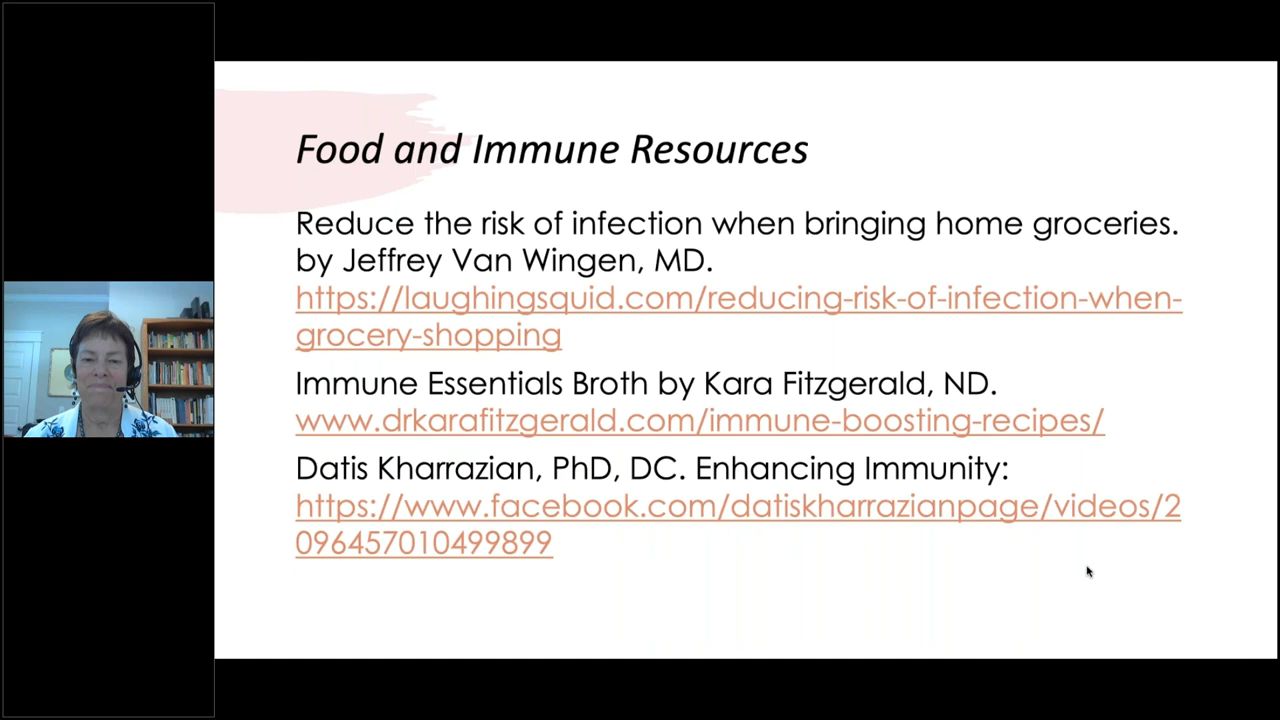 Food and Immune Resources
Reduce the risk of infection when bringing home groceries.
by Jeffrey Van Wingen, MD.
https://laughingsquid.com/reducing-risk-of-infection-when-
grocery-shopping
Immune Essentials Broth by Kara Fitzgerald, ND.
www.drkarafitzgerald.com/immune-boosting-recipes/
Datis Kharrazian, PhD, DC. Enhancing Immunity:
https://www.facebook.com/datiskharrazianpage/videos/2
096457010499899